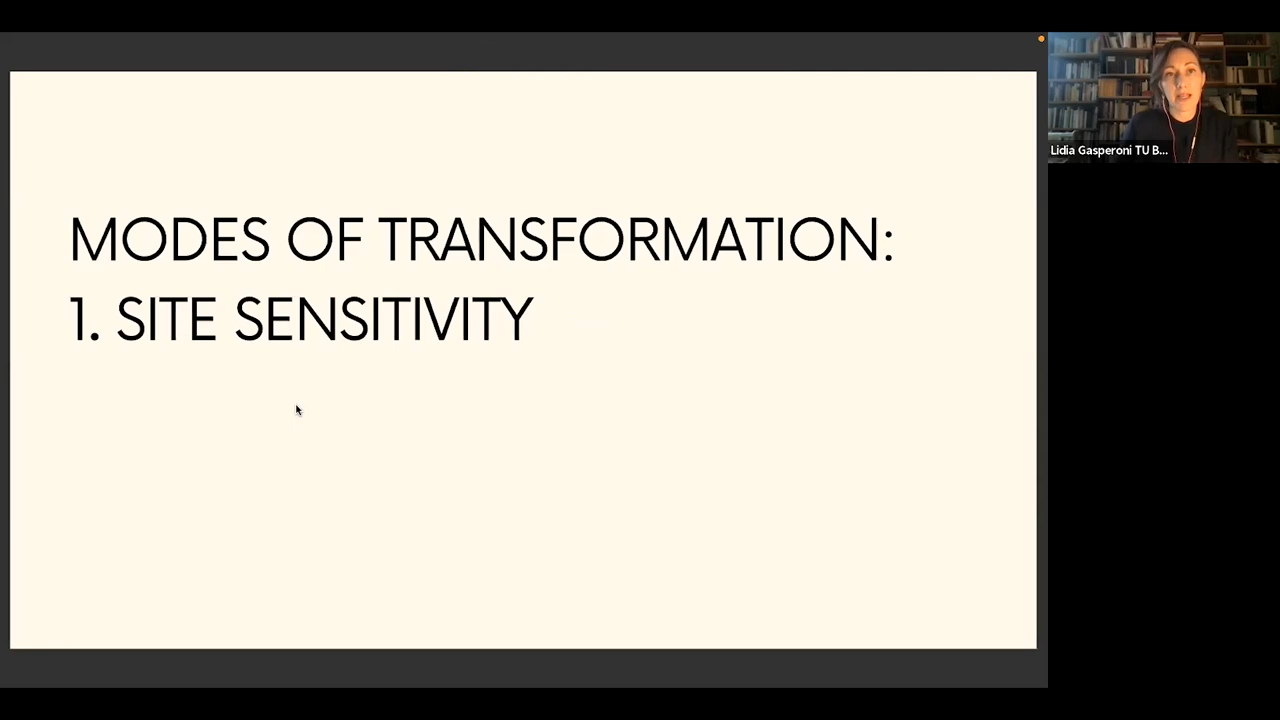 MODES OF TRANSFORMATION:
1. SITE SENSITIVITY
Lidia Gasperoni TU B...